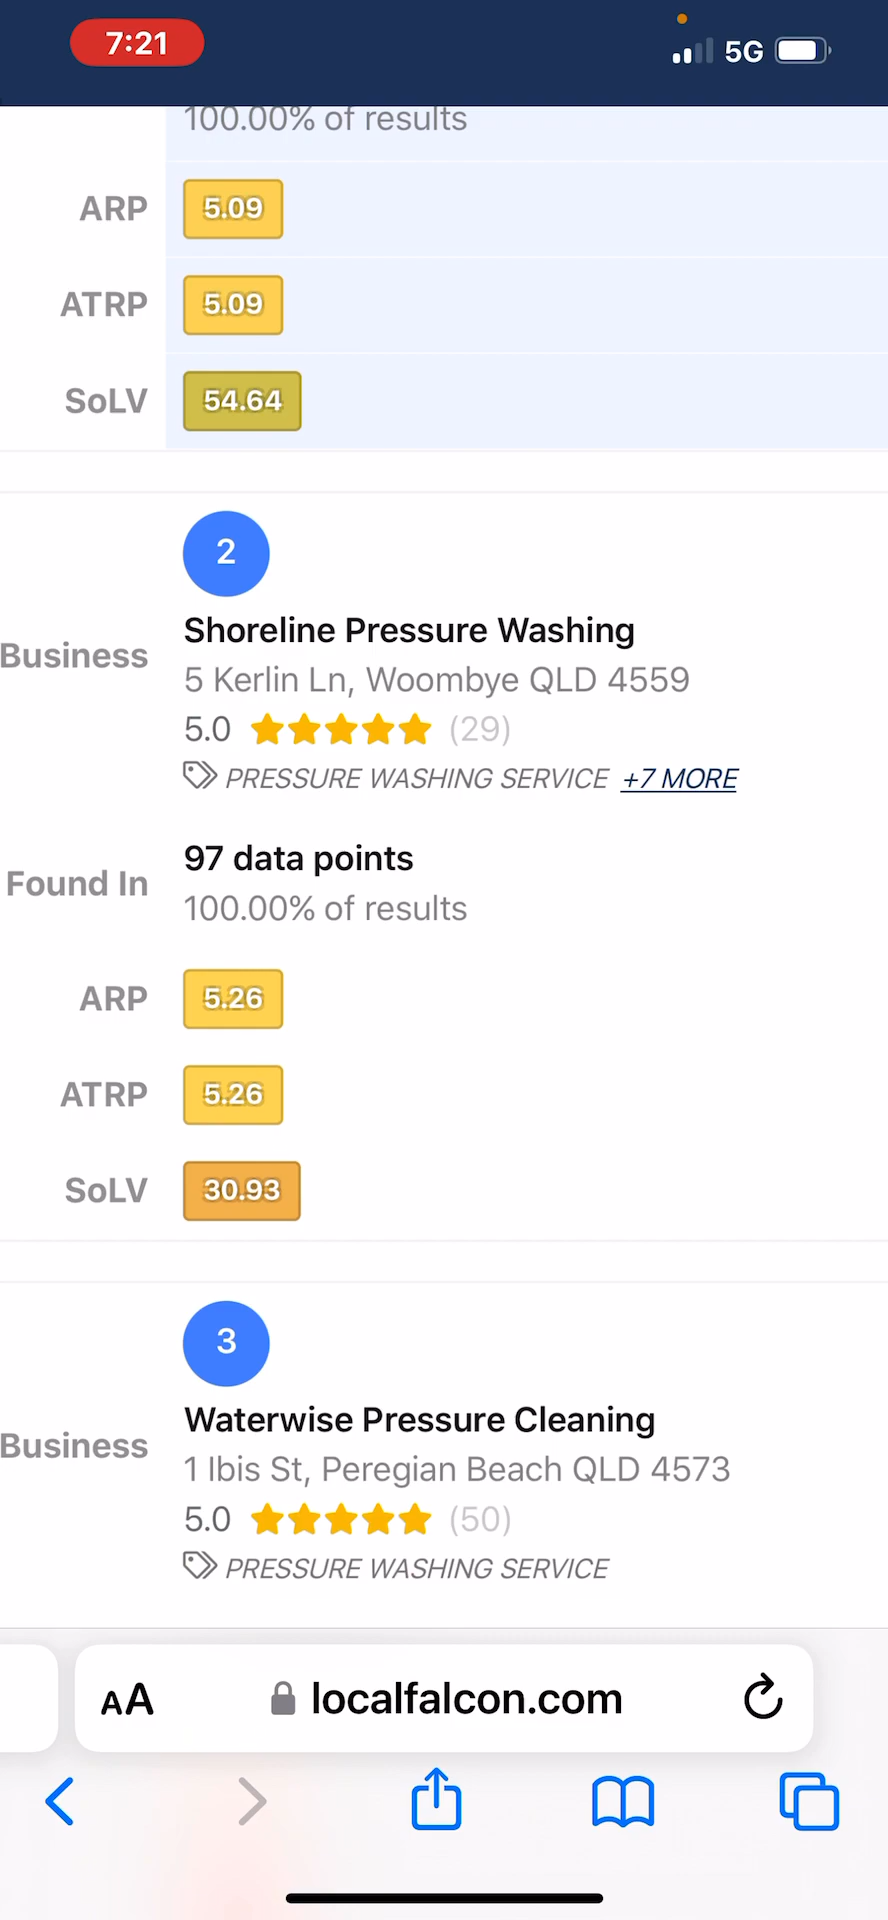 7:21
5G
100.00% of results
ARP
5.09
ATRP
5.09
SoLV
54.64
2
Business
Shoreline Pressure Washing
5 Kerlin Ln, Woombye QLD 4559
5.0 (29)
PRESSURE WASHING SERVICE +7 MORE
Found In
97 data points
100.00% of results
ARP
5.26
ATRP
5.26
SoLV
30.93
3
Business
Waterwise Pressure Cleaning
1 Ibis St, Peregian Beach QLD 4573
5.0 (50)
PRESSURE WASHING SERVICE
AA
localfalcon.com